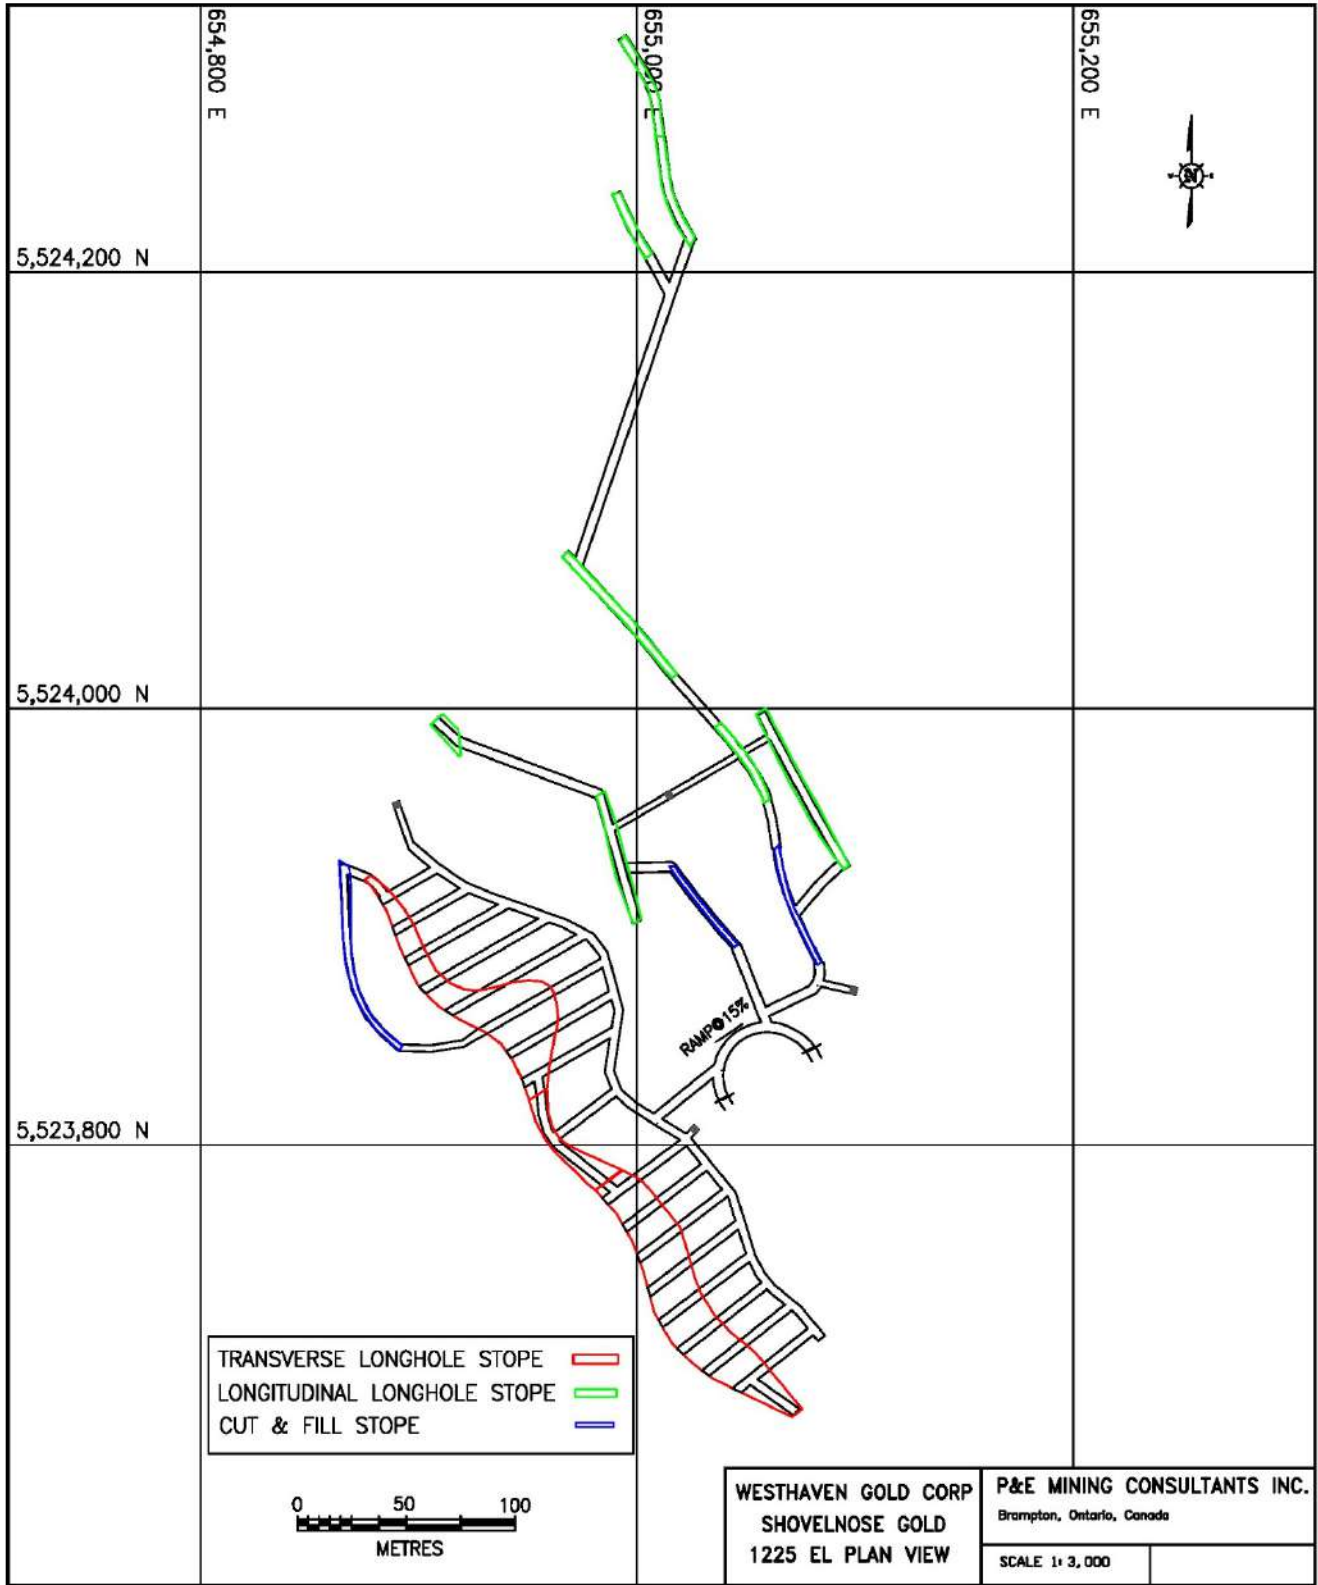 654,800 E
655,000 E
655,200 E
N
5,524,200 N
5,524,000 N
RAMP@15%
5,523,800 N
TRANSVERSE LONGHOLE STOPE
LONGITUDINAL LONGHOLE STOPE
CUT & FILL STOPE
0 50 100
METRES
WESTHAVEN GOLD CORP
SHOVELNOSE GOLD
1225 EL PLAN VIEW
P&E MINING CONSULTANTS INC.
Brampton, Ontario, Canada
SCALE 1:3,000